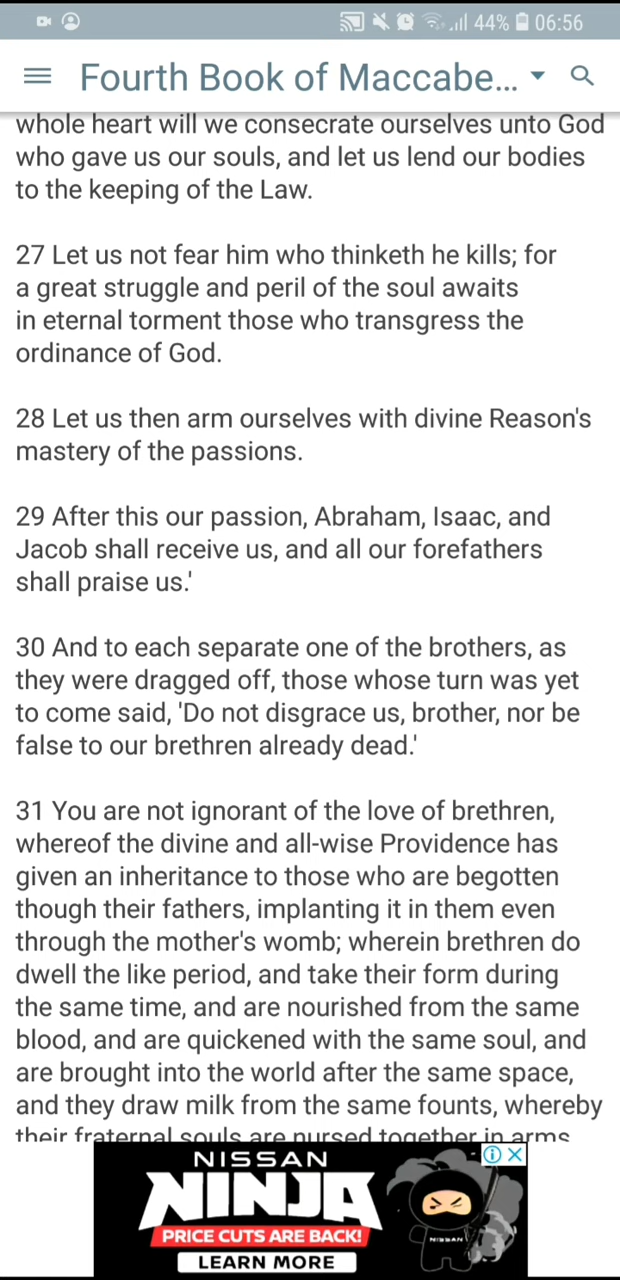 44% 06:56
Fourth Book of Maccabe...
whole heart will we consecrate ourselves unto God
who gave us our souls, and let us lend our bodies
to the keeping of the Law.
27 Let us not fear him who thinketh he kills; for
a great struggle and peril of the soul awaits
in eternal torment those who transgress the
ordinance of God.
28 Let us then arm ourselves with divine Reason's
mastery of the passions.
29 After this our passion, Abraham, Isaac, and
Jacob shall receive us, and all our forefathers
shall praise us.'
30 And to each separate one of the brothers, as
they were dragged off, those whose turn was yet
to come said, 'Do not disgrace us, brother, nor be
false to our brethren already dead.'
31 You are not ignorant of the love of brethren,
whereof the divine and all-wise Providence has
given an inheritance to those who are begotten
though their fathers, implanting it in them even
through the mother's womb; wherein brethren do
dwell the like period, and take their form during
the same time, and are nourished from the same
blood, and are quickened with the same soul, and
are brought into the world after the same space,
and they draw milk from the same founts, whereby
their fraternal souls are nursed together in arms
NISSAN
NINJA
PRICE CUTS ARE BACK!
LEARN MORE
NISSAN